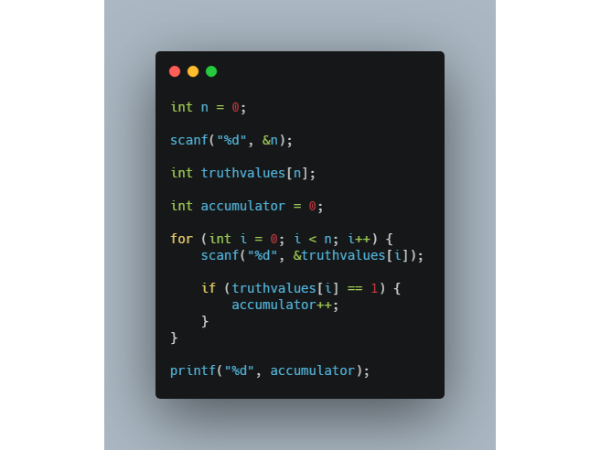 int n = 0;
scanf("%d", &n);
int truthvalues[n];
int accumulator = 0;
for (int i = 0; i < n; i++) {
    scanf("%d", &truthvalues[i]);
    if (truthvalues[i] == 1) {
        accumulator++;
    }
}
printf("%d", accumulator);